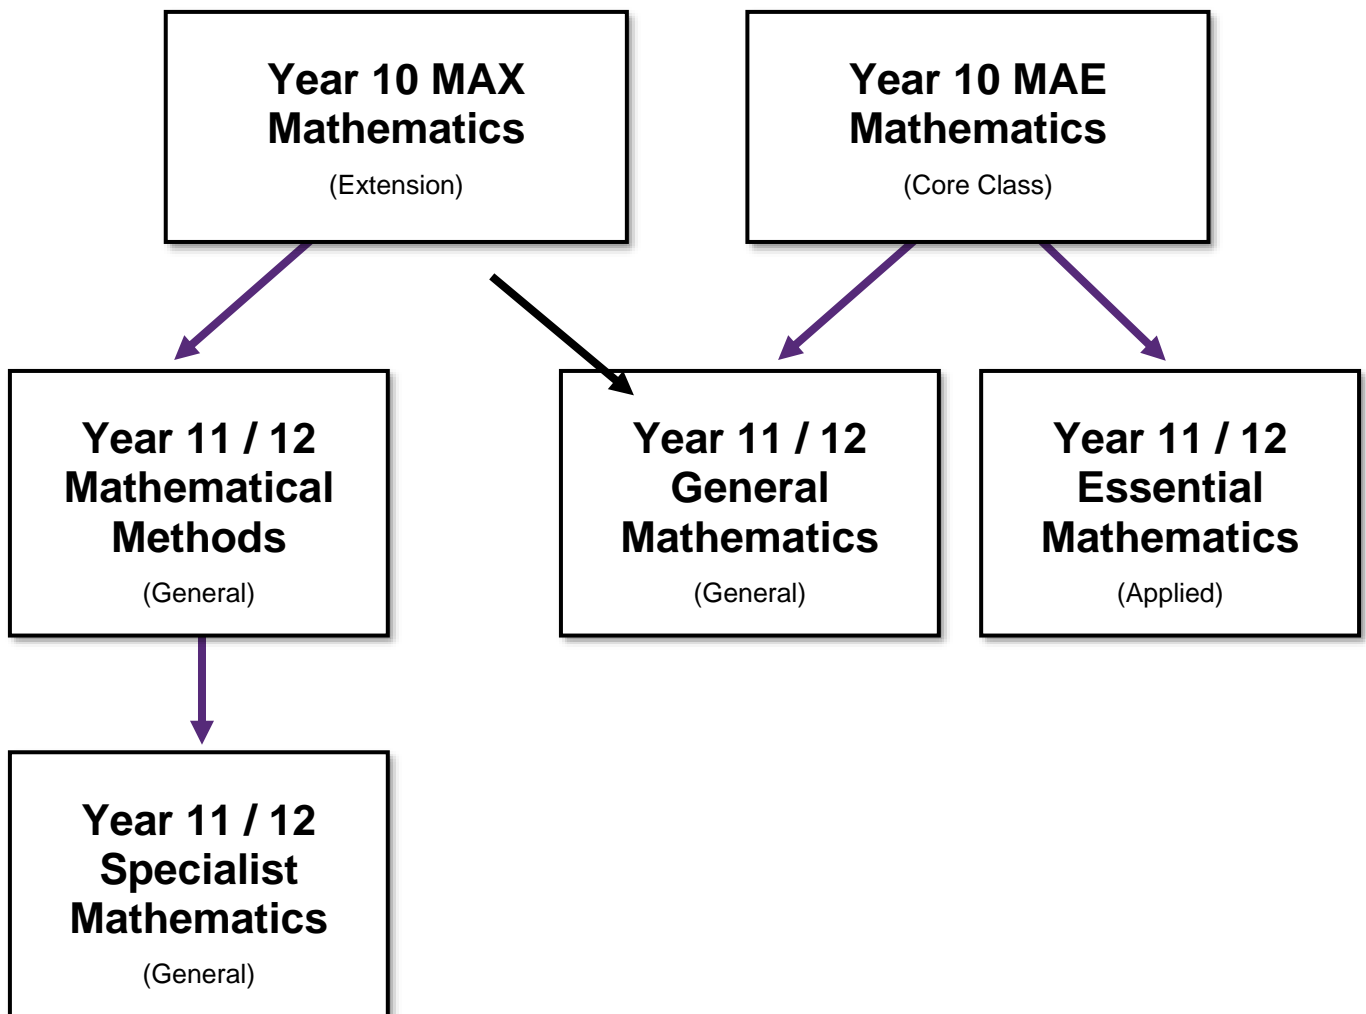 Year 10 MAX
Mathematics
(Extension)
Year 10 MAE
Mathematics
(Core Class)
Year 11 / 12
Mathematical
Methods
(General)
Year 11 / 12
General
Mathematics
(General)
Year 11 / 12
Essential
Mathematics
(Applied)
Year 11 / 12
Specialist
Mathematics
(General)